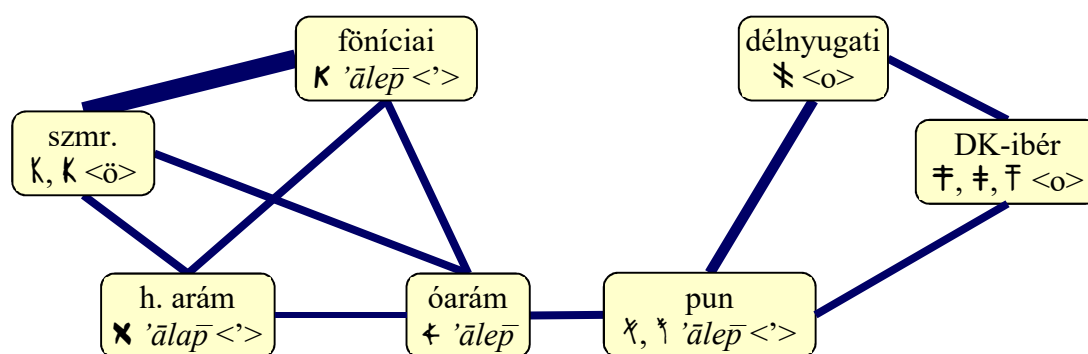 föníciai
𐤀 'ālep̄ <'>
délnyugati
<o>
szmr.
, <ö>
DK-ibér
, , <o>
h. arám
'ālap̄ <'>
óarám
'ālep̄
pun
, 'ālep̄ <'>